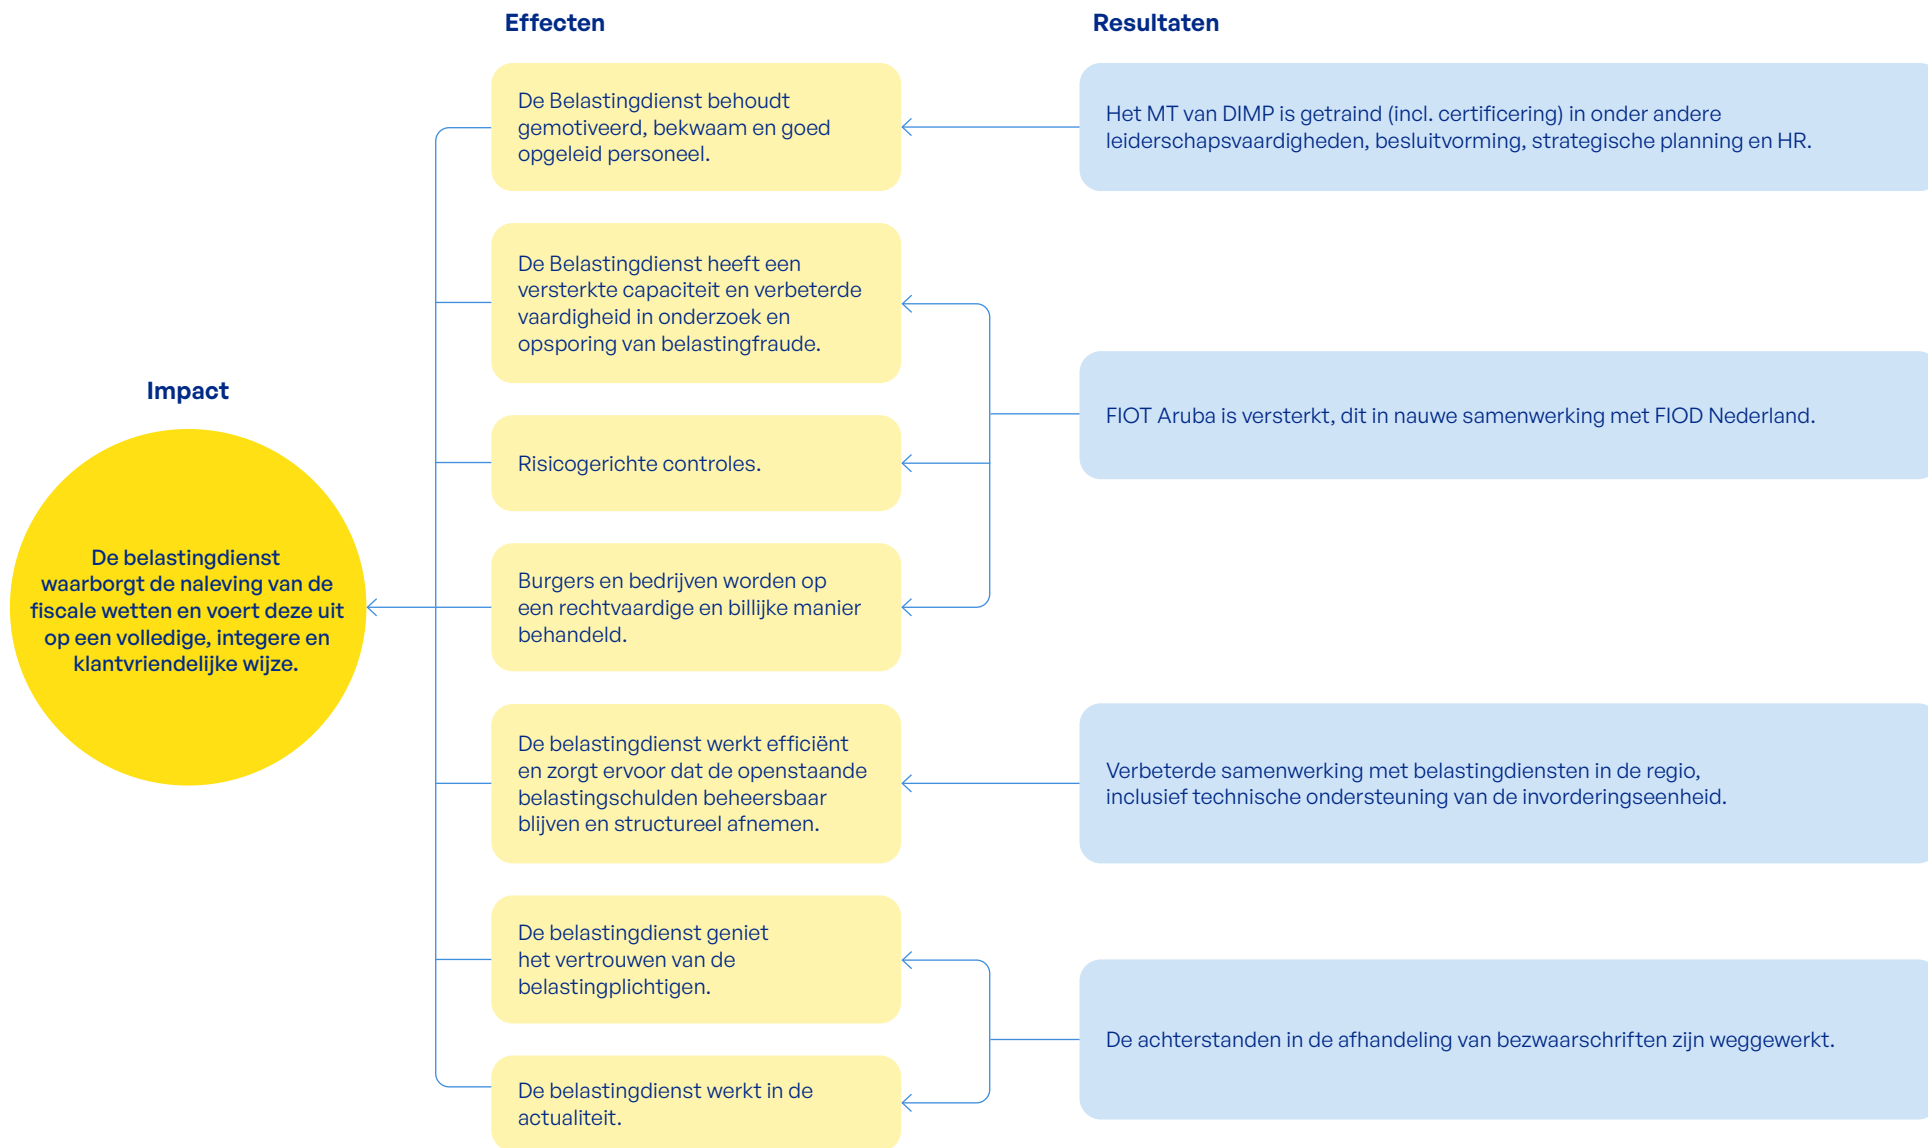 Effecten
Resultaten
De Belastingdienst behoudt
gemotiveerd, bekwaam en goed
opgeleid personeel.
Het MT van DIMP is getraind (incl. certificering) in onder andere
leiderschapsvaardigheden, besluitvorming, strategische planning en HR.
De Belastingdienst heeft een
versterkte capaciteit en verbeterde
vaardigheid in onderzoek en
opsporing van belastingfraude.
Impact
FIOT Aruba is versterkt, dit in nauwe samenwerking met FIOD Nederland.
Risicogerichte controles.
De belastingdienst
waarborgt de naleving van de
fiscale wetten en voert deze uit
op een volledige, integere en
klantvriendelijke wijze.
Burgers en bedrijven worden op
een rechtvaardige en billijke manier
behandeld.
De belastingdienst werkt efficiënt
en zorgt ervoor dat de openstaande
belastingschulden beheersbaar
blijven en structureel afnemen.
Verbeterde samenwerking met belastingdiensten in de regio,
inclusief technische ondersteuning van de invorderingseenheid.
De belastingdienst geniet
het vertrouwen van de
belastingplichtigen.
De achterstanden in de afhandeling van bezwaarschriften zijn weggewerkt.
De belastingdienst werkt in de
actualiteit.